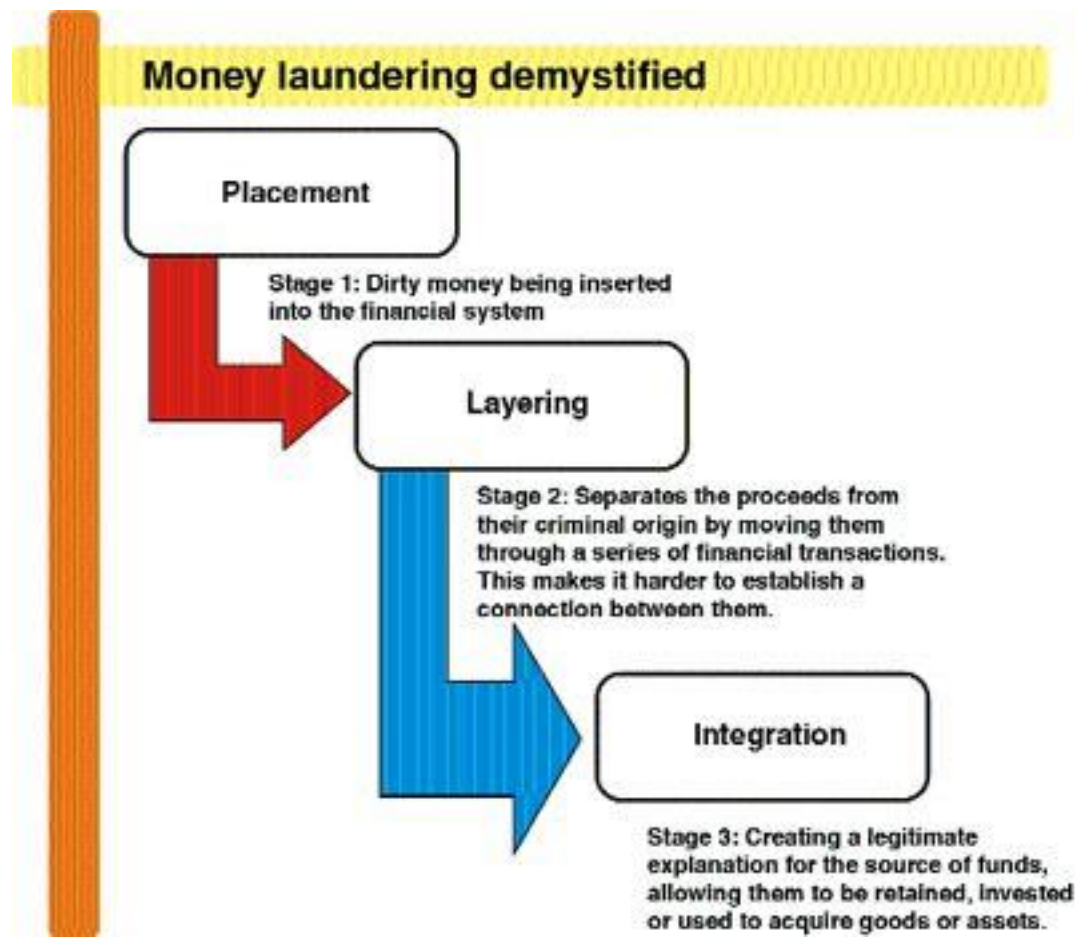 Money laundering demystified
Placement
Stage 1: Dirty money being inserted
into the financial system
Layering
Stage 2: Separates the proceeds from
their criminal origin by moving them
through a series of financial transactions.
This makes it harder to establish a
connection between them.
Integration
Stage 3: Creating a legitimate
explanation for the source of funds,
allowing them to be retained, invested
or used to acquire goods or assets.